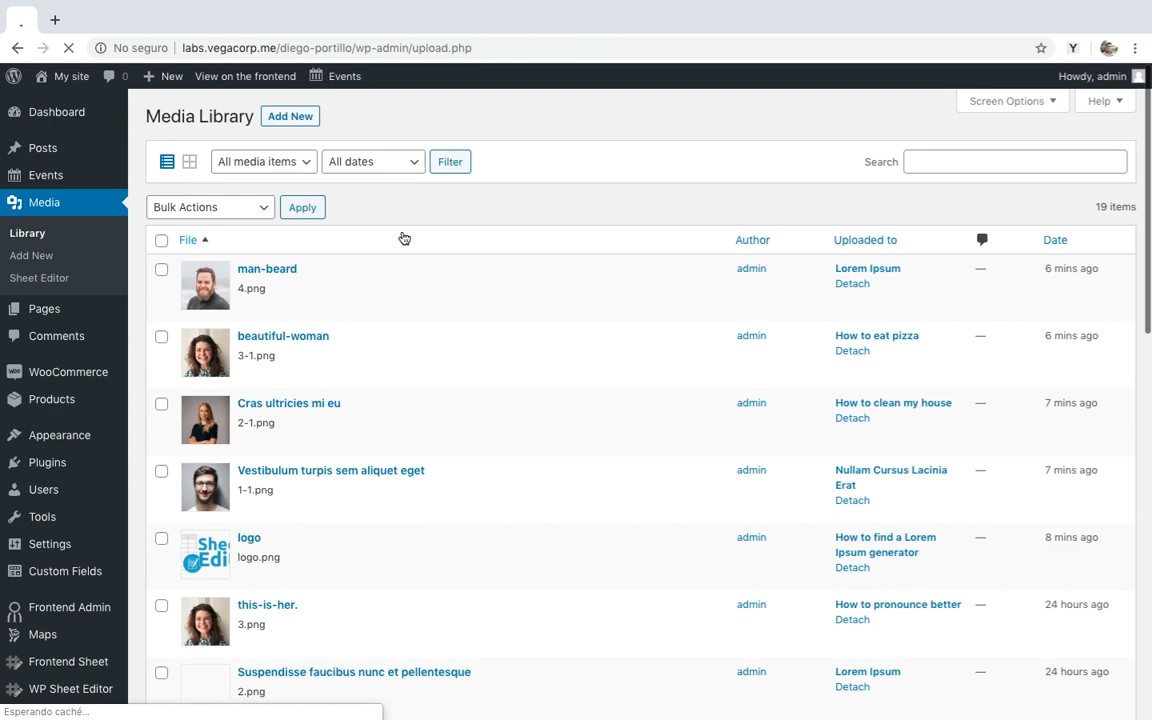 No seguro | labs.vegacorp.me/diego-portillo/wp-admin/upload.php
My site 0 New View on the frontend Events Howdy, admin
Screen Options Help
Media Library Add New
All media items All dates Filter Search
Bulk Actions Apply 19 items
File Author Uploaded to Date
man-beard admin Lorem Ipsum — 6 mins ago
4.png Detach
beautiful-woman admin How to eat pizza — 6 mins ago
3-1.png Detach
Cras ultricies mi eu admin How to clean my house — 7 mins ago
2-1.png Detach
Vestibulum turpis sem aliquet eget admin Nullam Cursus Lacinia — 7 mins ago
1-1.png Erat
Detach
logo admin How to find a Lorem — 8 mins ago
logo.png Ipsum generator
Detach
this-is-her. admin How to pronounce better — 24 hours ago
3.png Detach
Suspendisse faucibus nunc et pellentesque admin Lorem Ipsum — 24 hours ago
2.png Detach
Dashboard
Posts
Events
Media
Library
Add New
Sheet Editor
Pages
Comments
WooCommerce
Products
Appearance
Plugins
Users
Tools
Settings
Custom Fields
Frontend Admin
Maps
Frontend Sheet
WP Sheet Editor
Esperando caché...